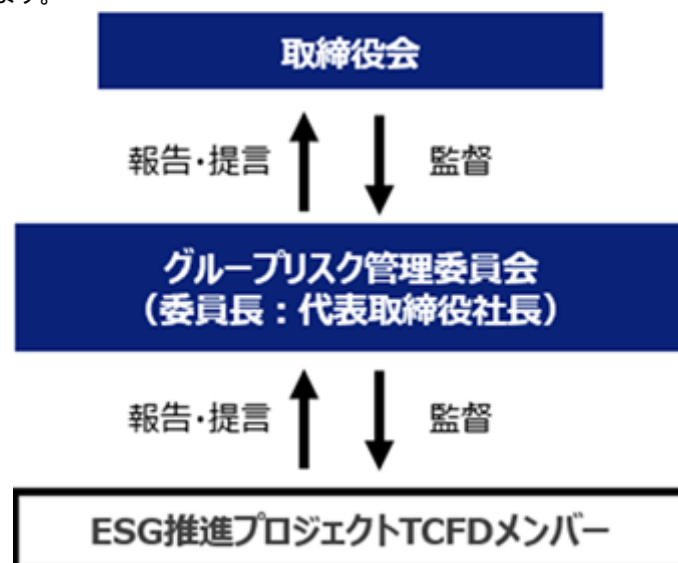 ます。
取締役会
報告・提言 監督
グループリスク管理委員会
（委員長：代表取締役社長）
報告・提言 監督
ESG推進プロジェクトTCFDメンバー